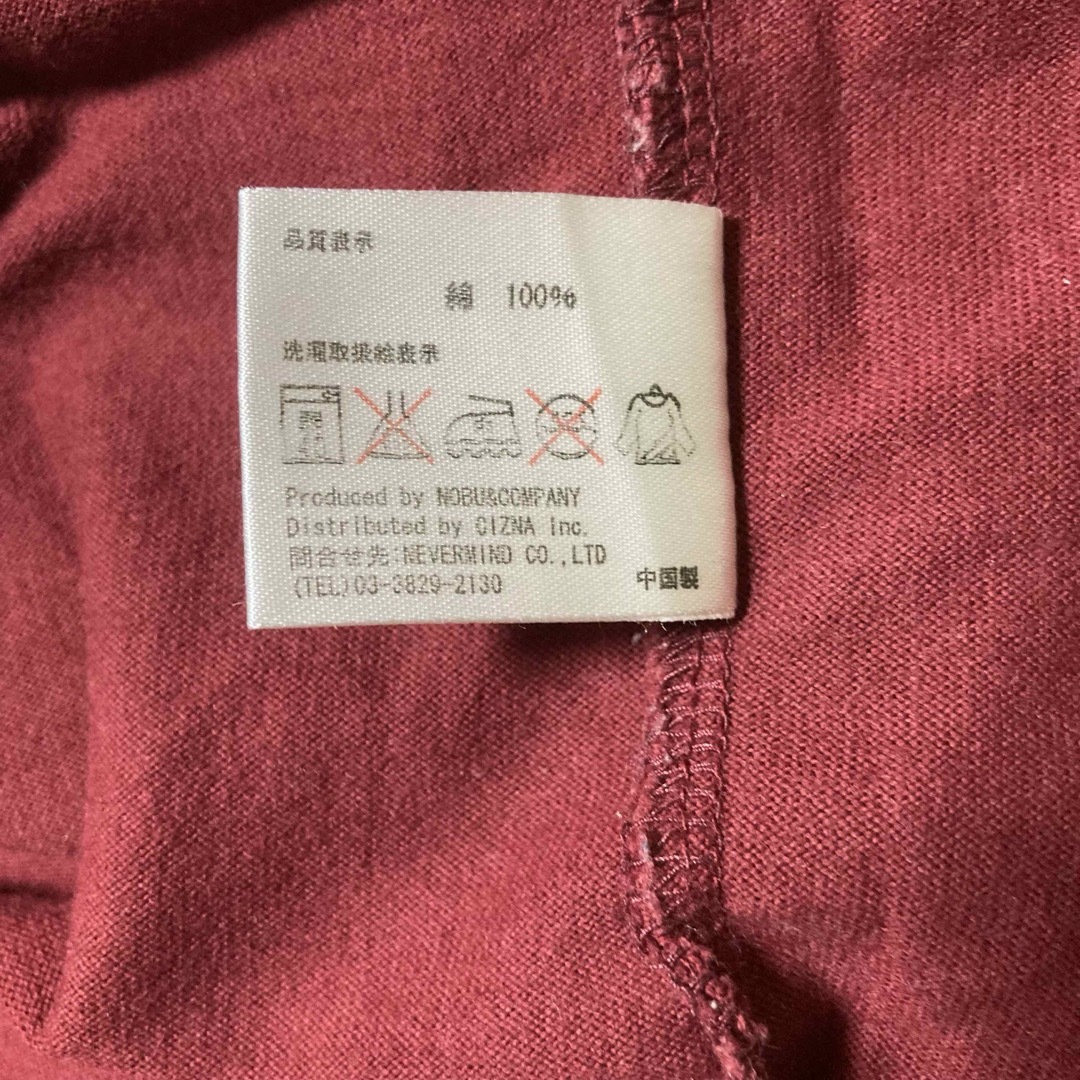 品質表示
綿 100%
洗濯取扱絵表示
Produced by NOBU&COMPANY
Distributed by CIZNA Inc.
問合せ先:NEVERMIND CO.,LTD
(TEL)03-3829-2130
中国製